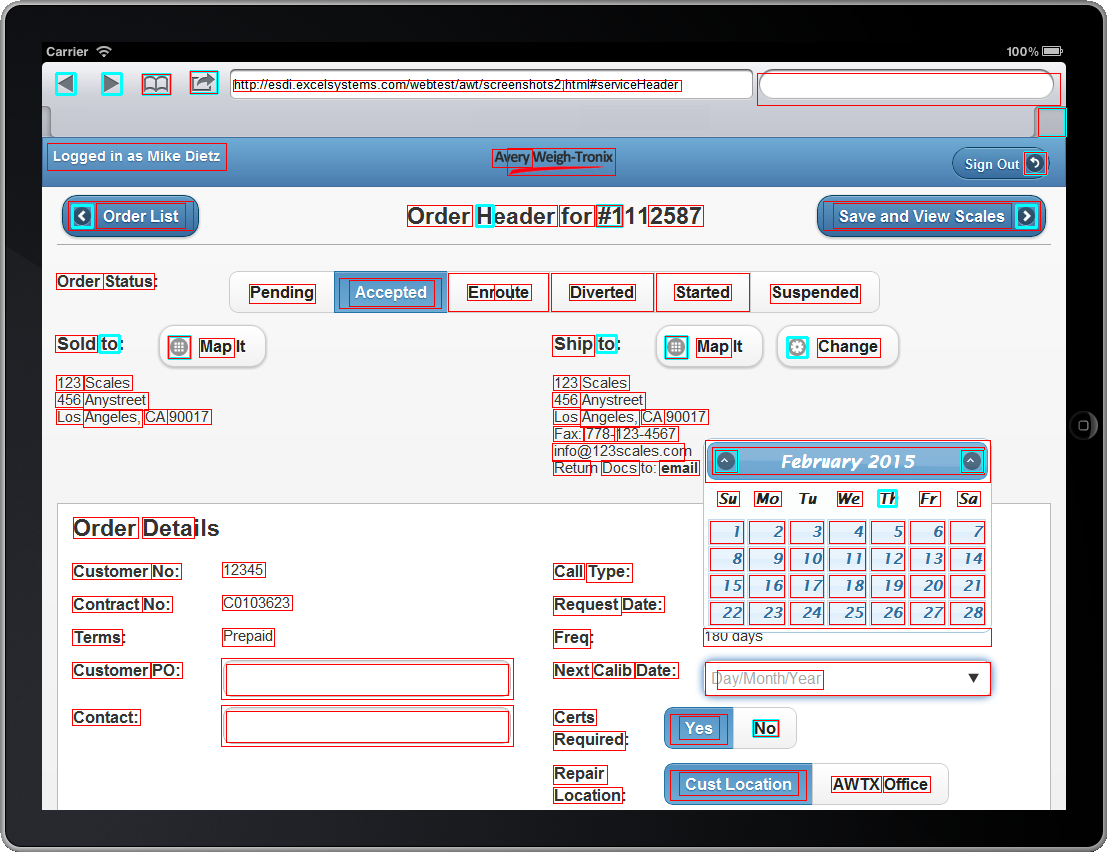 Carrier 100%
http://esdi.excelsystems.com/webtest/awt/screenshots2.html#serviceHeader
Logged in as Mike Dietz
Avery Weigh-Tronix
Sign Out
Order List
Order Header for #1112587
Save and View Scales
Order Status:
Pending
Accepted
Enroute
Diverted
Started
Suspended
Sold to:
Map It
123 Scales
456 Anystreet
Los Angeles, CA 90017
Ship to:
Map It
Change
123 Scales
456 Anystreet
Los Angeles, CA 90017
Fax: 778-123-4567
info@123scales.com
Return Docs to: email
February 2015
Su Mo Tu We Th Fr Sa
1 2 3 4 5 6 7
8 9 10 11 12 13 14
15 16 17 18 19 20 21
22 23 24 25 26 27 28
Order Details
Customer No: 12345
Contract No: C0103623
Terms: Prepaid
Customer PO:
Contact:
Call Type:
Request Date:
Freq: 180 days
Next Calib Date: Day/Month/Year
Certs
Required:
Yes
No
Repair
Location:
Cust Location
AWTX Office